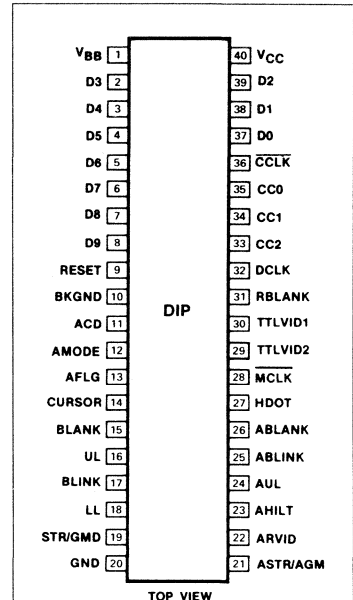 VBB 1 40 VCC
D3 2 39 D2
D4 3 38 D1
D5 4 37 D0
D6 5 36 CCLK
D7 6 35 CC0
D8 7 34 CC1
D9 8 33 CC2
RESET 9 32 DCLK
BKGND 10 31 RBLANK
ACD 11 DIP 30 TTLVID1
AMODE 12 29 TTLVID2
AFLG 13 28 MCLK
CURSOR 14 27 HDOT
BLANK 15 26 ABLANK
UL 16 25 ABLINK
BLINK 17 24 AUL
LL 18 23 AHILT
STR/GMD 19 22 ARVID
GND 20 21 ASTR/AGM
TOP VIEW